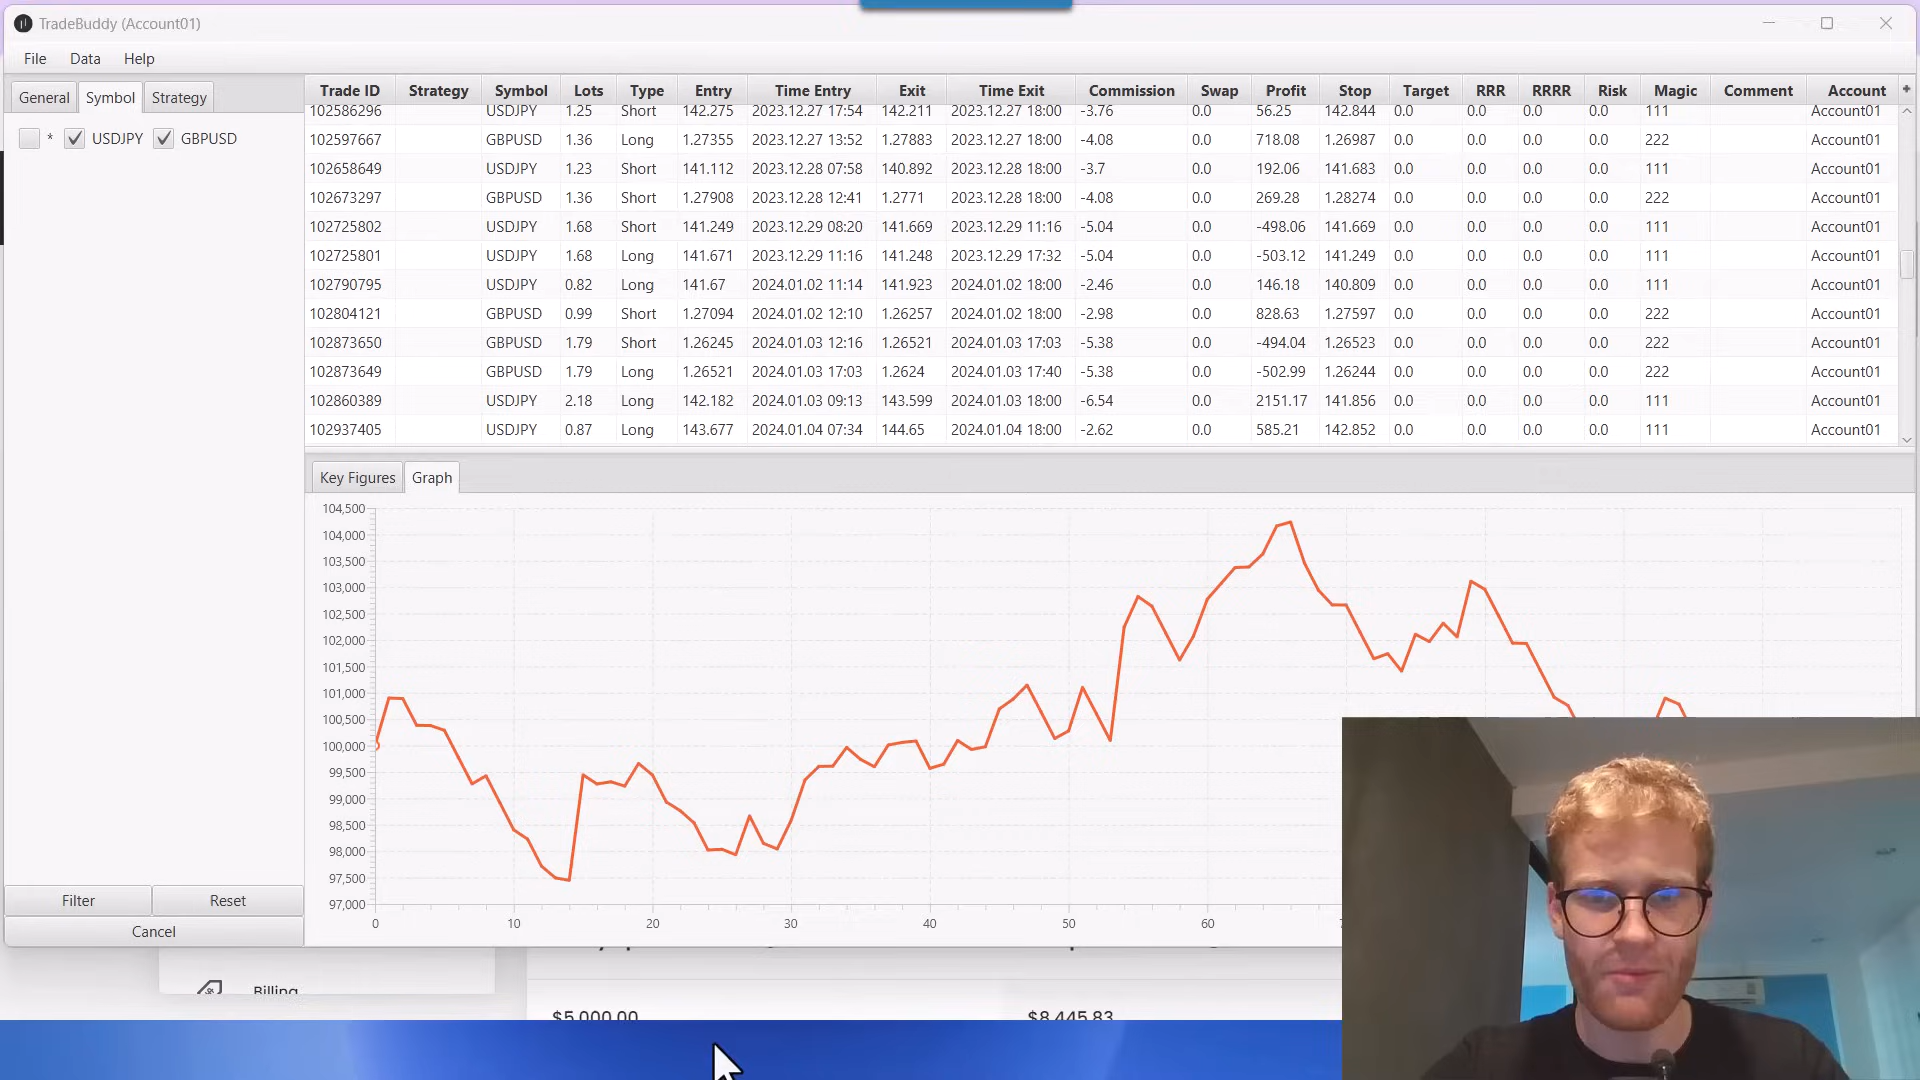 TradeBuddy (Account01)
File Data Help
General Symbol Strategy
* USDJPY GBPUSD
Trade ID Strategy Symbol Lots Type Entry Time Entry Exit Time Exit Commission Swap Profit Stop Target RRR RRRR Risk Magic Comment Account +
102586296 USDJPY 1.25 Short 142.275 2023.12.27 17:54 142.211 2023.12.27 18:00 -3.76 0.0 56.25 142.844 0.0 0.0 0.0 0.0 111 Account01
102597667 GBPUSD 1.36 Long 1.27355 2023.12.27 13:52 1.27883 2023.12.27 18:00 -4.08 0.0 718.08 1.26987 0.0 0.0 0.0 0.0 222 Account01
102658649 USDJPY 1.23 Short 141.112 2023.12.28 07:58 140.892 2023.12.28 18:00 -3.7 0.0 192.06 141.683 0.0 0.0 0.0 0.0 111 Account01
102673297 GBPUSD 1.36 Short 1.27908 2023.12.28 12:41 1.2771 2023.12.28 18:00 -4.08 0.0 269.28 1.28274 0.0 0.0 0.0 0.0 222 Account01
102725802 USDJPY 1.68 Short 141.249 2023.12.29 08:20 141.669 2023.12.29 11:16 -5.04 0.0 -498.06 141.669 0.0 0.0 0.0 0.0 111 Account01
102725801 USDJPY 1.68 Long 141.671 2023.12.29 11:16 141.248 2023.12.29 17:32 -5.04 0.0 -503.12 141.249 0.0 0.0 0.0 0.0 111 Account01
102790795 USDJPY 0.82 Long 141.67 2024.01.02 11:14 141.923 2024.01.02 18:00 -2.46 0.0 146.18 140.809 0.0 0.0 0.0 0.0 111 Account01
102804121 GBPUSD 0.99 Short 1.27094 2024.01.02 12:10 1.26257 2024.01.02 18:00 -2.98 0.0 828.63 1.27597 0.0 0.0 0.0 0.0 222 Account01
102873650 GBPUSD 1.79 Short 1.26245 2024.01.03 12:16 1.26521 2024.01.03 17:03 -5.38 0.0 -494.04 1.26523 0.0 0.0 0.0 0.0 222 Account01
102873649 GBPUSD 1.79 Long 1.26521 2024.01.03 17:03 1.2624 2024.01.03 17:40 -5.38 0.0 -502.99 1.26244 0.0 0.0 0.0 0.0 222 Account01
102860389 USDJPY 2.18 Long 142.182 2024.01.03 09:13 143.599 2024.01.03 18:00 -6.54 0.0 2151.17 141.856 0.0 0.0 0.0 0.0 111 Account01
102937405 USDJPY 0.87 Long 143.677 2024.01.04 07:34 144.65 2024.01.04 18:00 -2.62 0.0 585.21 142.852 0.0 0.0 0.0 0.0 111 Account01
Key Figures Graph
104,500
104,000
103,500
103,000
102,500
102,000
101,500
101,000
100,500
100,000
99,500
99,000
98,500
98,000
97,500
97,000
0 10 20 30 40 50 60
Filter Reset
Cancel
Billing
$5,000.00 $8,445.83